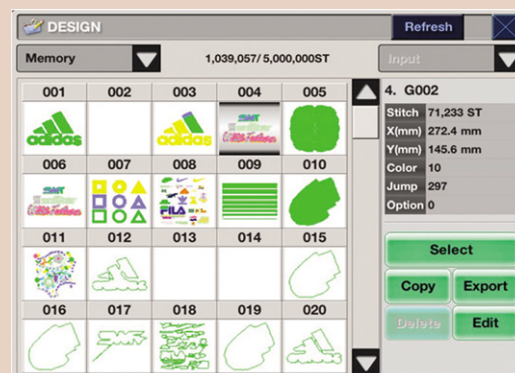 DESIGN Refresh
Memory 1,039,057/5,000,000ST Input
001 002 003 004 005
adidas adidas
4. G002
Stitch 71,233 ST
X(mm) 272.4 mm
Y(mm) 145.6 mm
Color 10
Jump 297
Option 0
006 007 008 009 010
FILA
011 012 013 014 015
016 017 018 019 020
Select
Copy Export
Delete Edit